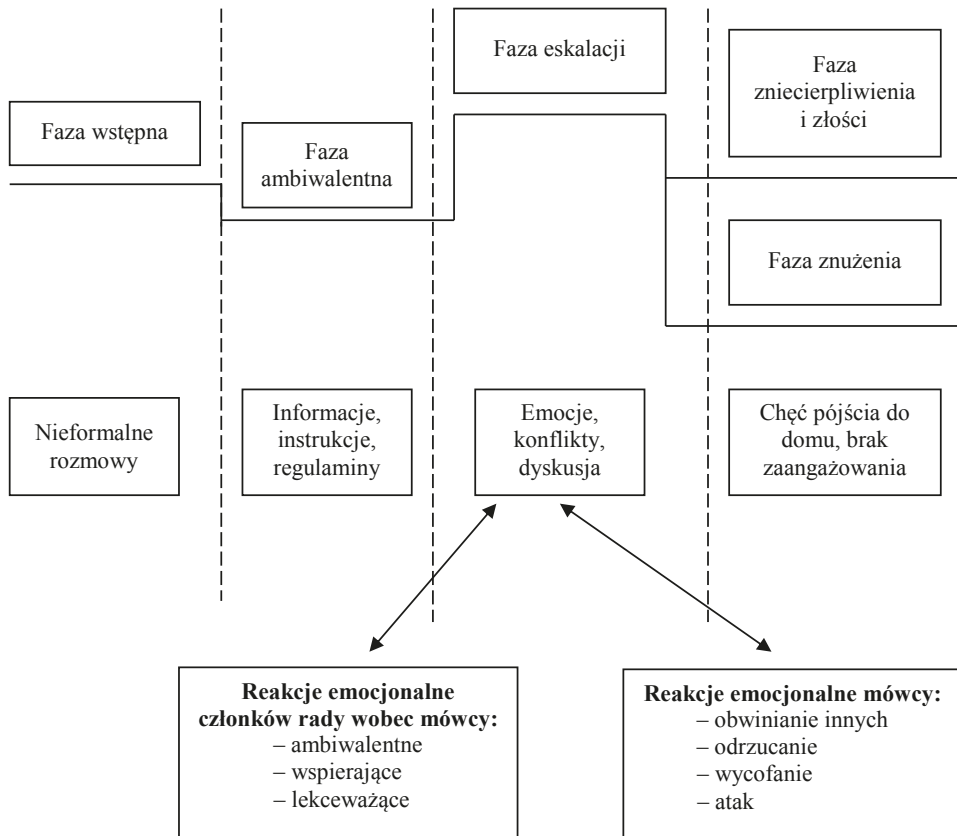 Faza wstępna
Faza
ambiwalentna
Faza eskalacji
Faza
zniecierpliwienia
i złości
Faza znużenia
Nieformalne
rozmowy
Informacje,
instrukcje,
regulaminy
Emocje,
konflikty,
dyskusja
Chęć pójścia do
domu, brak
zaangażowania
Reakcje emocjonalne
członków rady wobec mówcy:
– ambiwalentne
– wspierające
– lekceważące
Reakcje emocjonalne mówcy:
– obwinianie innych
– odrzucanie
– wycofanie
– atak